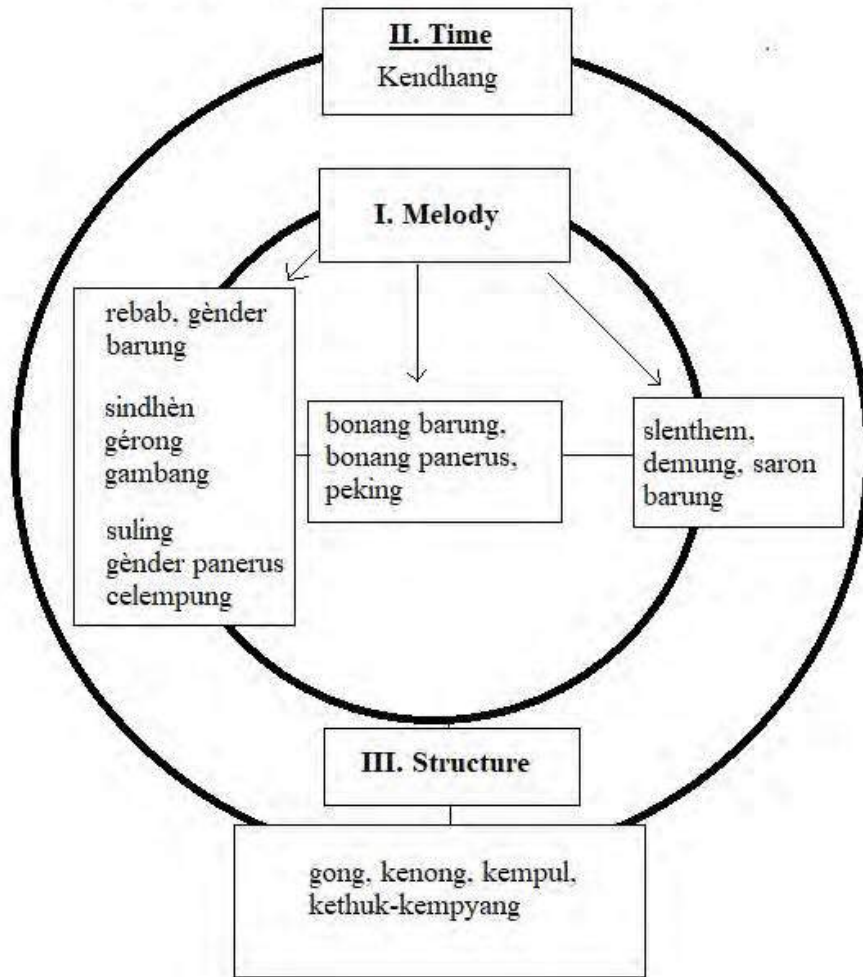 II. Time
Kendhang
I. Melody
rebab, gènder
barung
sindhèn
gérong
gambang
suling
gènder panerus
celempung
bonang barung,
bonang panerus,
peking
slenthem,
demung, saron
barung
III. Structure
gong, kenong, kempul,
kethuk-kempyang